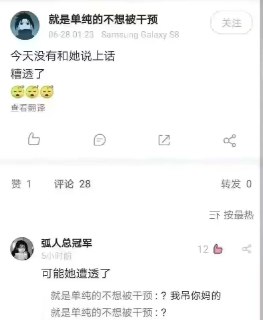 就是单纯的不想被干预
06-28 01:23 Samsung Galaxy S8
关注
今天没有和她说上话
糟透了
😪😪😪
查看翻译
赞 1 评论 28 转发 0
按最热
孤人总冠军
5小时前
12
可能她遭透了
就是单纯的不想被干预：? 我吊你妈的
就是单纯的不想被干预：?